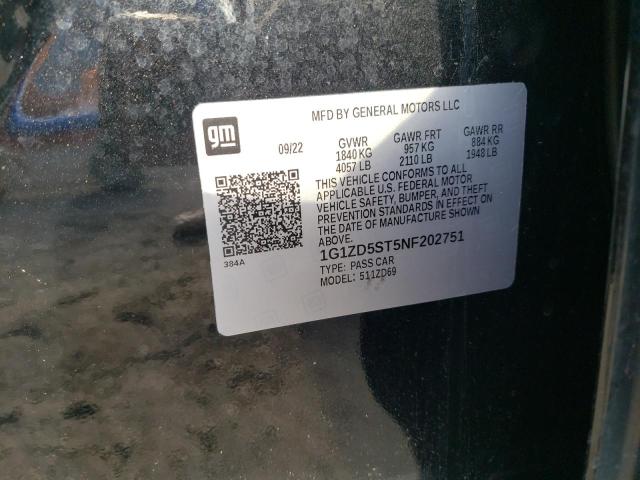 MFD BY GENERAL MOTORS LLC
gm
09/22
GVWR GAWR FRT GAWR RR
1840 KG 957 KG 884 KG
4057 LB 2110 LB 1948 LB
THIS VEHICLE CONFORMS TO ALL
APPLICABLE U.S. FEDERAL MOTOR
VEHICLE SAFETY, BUMPER, AND THEFT
PREVENTION STANDARDS IN EFFECT ON
THE DATE OF MANUFACTURE SHOWN
ABOVE.
1G1ZD5ST5NF202751
TYPE: PASS CAR
MODEL: 511ZD69
384A